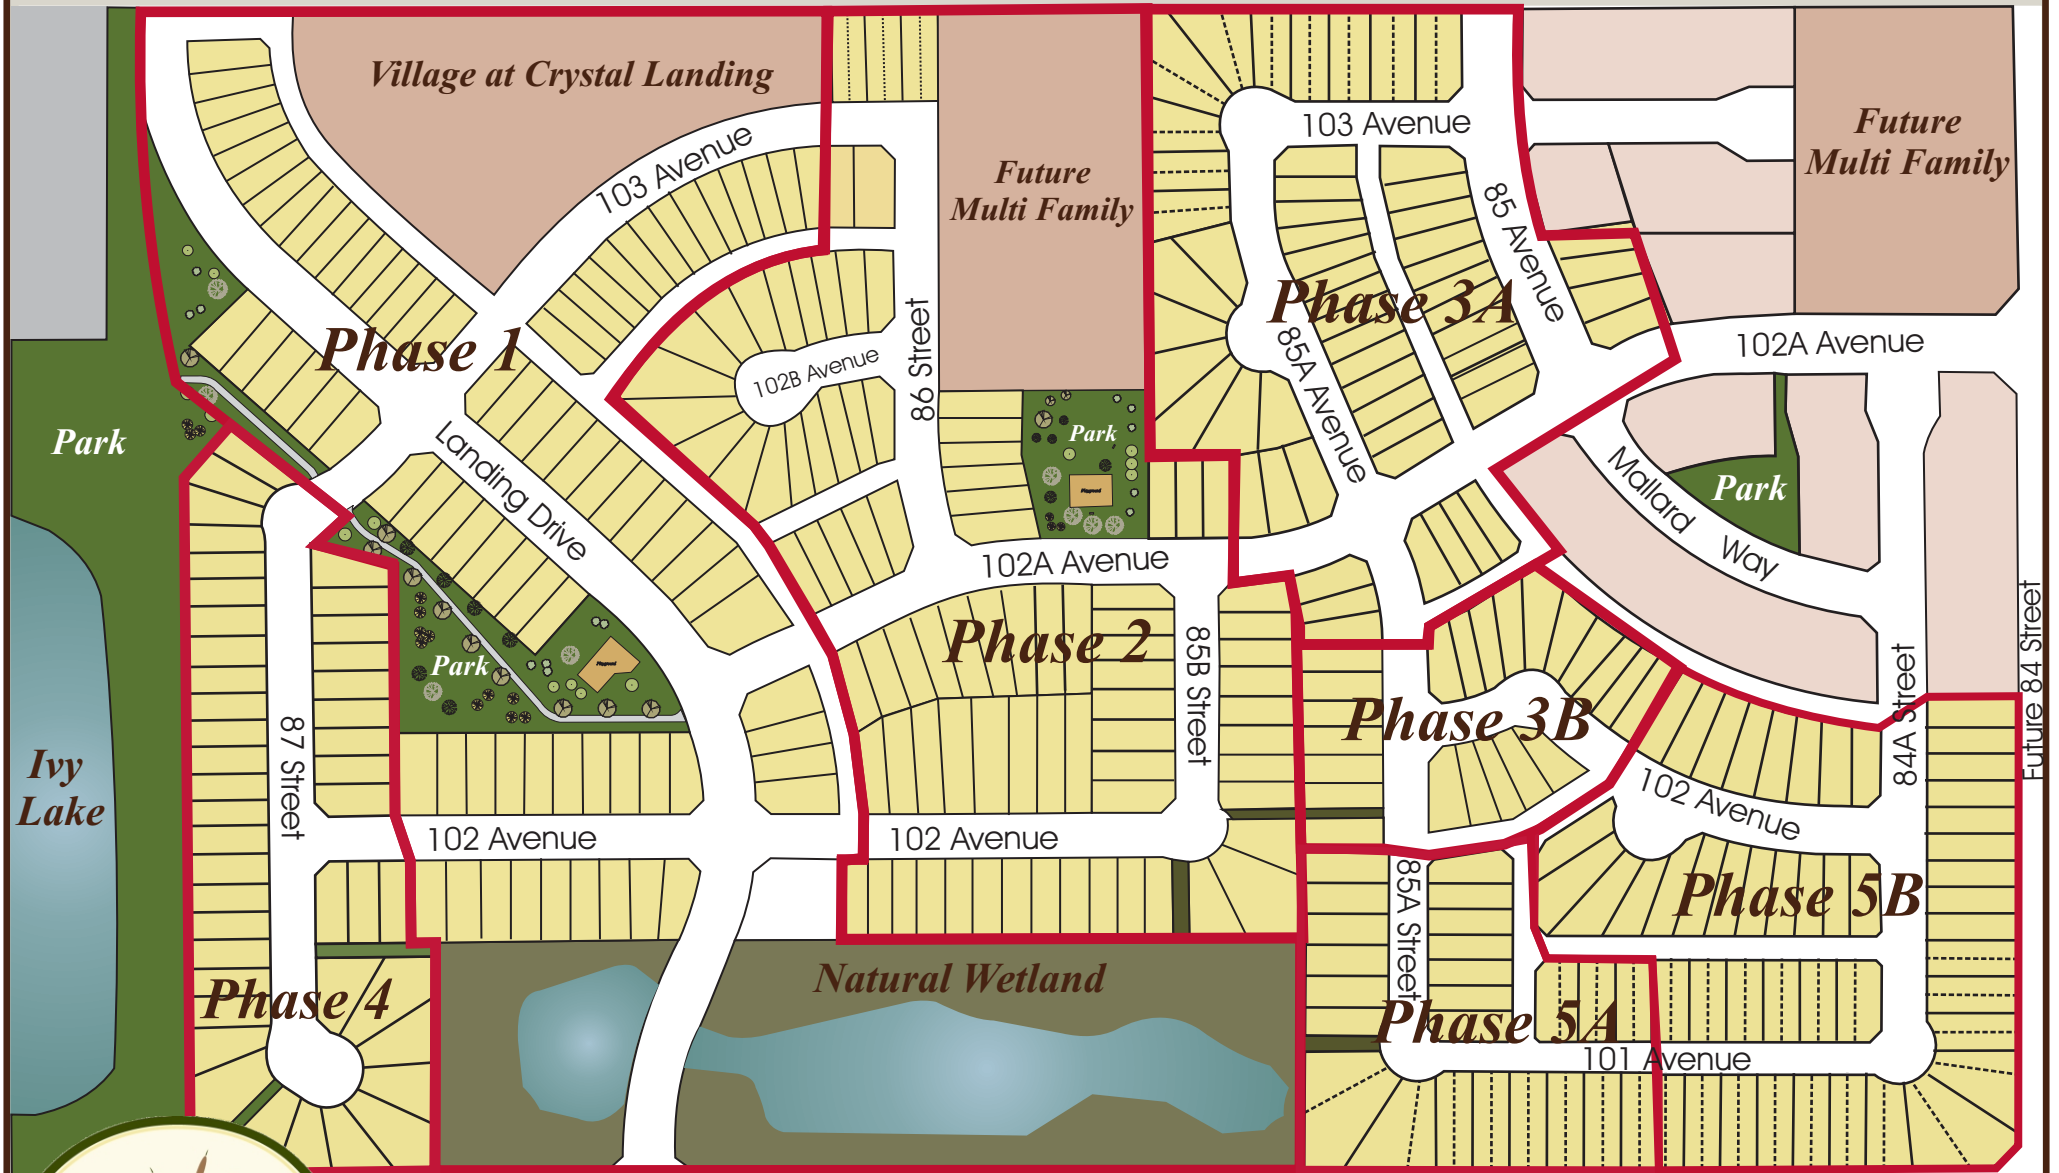 Village at Crystal Landing
103 Avenue
Future
Multi Family
103 Avenue
Future
Multi Family
85 Avenue
Phase 1
Phase 3A
102A Avenue
86 Street
102B Avenue
85A Avenue
Park
Park
Park
Landing Drive
Mallard Way
102A Avenue
Phase 2
85B Street
Park
Future 84 Street
84A Street
Phase 3B
87 Street
Ivy
Lake
102 Avenue
102 Avenue
102 Avenue
85A Street
Phase 5B
Natural Wetland
Phase 4
Phase 5A
101 Avenue